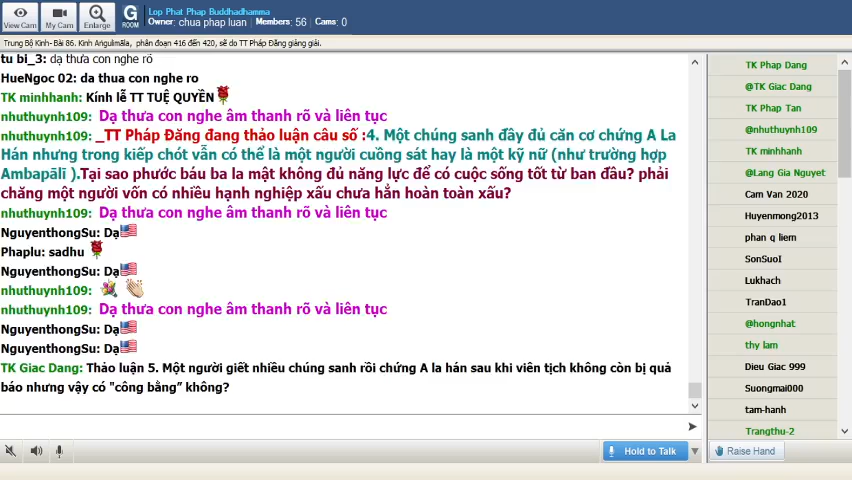 Lop Phat Phap Buddhadhamma
Owner: chua phap luan Members: 56 Cams: 0
View Cam
My Cam
Enlarge
G
ROOM
Trung Bộ Kinh- Bài 86. Kinh Aṅgulimāla, phân đoạn 416 đến 420, sẽ do TT Pháp Đăng giảng giải.
tu bi_3: dạ thưa con nghe rõ
HueNgoc 02: da thua con nghe ro
TK minhhanh: Kính lễ TT TUỆ QUYỀN
nhuthuynh109: Dạ thưa con nghe âm thanh rõ và liên tục
nhuthuynh109: _TT Pháp Đăng đang thảo luận câu số :4. Một chúng sanh đầy đủ căn cơ chứng A La
Hán nhưng trong kiếp chót vẫn có thể là một người cuồng sát hay là một kỹ nữ (như trường hợp
Ambapālī ).Tại sao phước báu ba la mật không đủ năng lực để có cuộc sống tốt từ ban đầu? phải
chăng một người vốn có nhiều hạnh nghiệp xấu chưa hẳn hoàn toàn xấu?
nhuthuynh109: Dạ thưa con nghe âm thanh rõ và liên tục
NguyenthongSu: Dạ
Phaplu: sadhu
NguyenthongSu: Dạ
nhuthuynh109:
nhuthuynh109: Dạ thưa con nghe âm thanh rõ và liên tục
NguyenthongSu: Dạ
NguyenthongSu: Dạ
TK Giac Dang: Thảo luận 5. Một người giết nhiều chúng sanh rồi chứng A la hán sau khi viên tịch không còn bị quả
báo nhưng vậy có "công bằng" không?
Hold to Talk
TK Phap Dang
@TK Giac Dang
TK Phap Tan
@nhuthuynh109
TK minhhanh
@Lang Gia Nguyet
Cam Van 2020
Huyenmong2013
phan q liem
SonSuoI
Lukhach
TranDao1
@hongnhat
thy lam
Dieu Giac 999
Suongmai000
tam-hanh
Trangthu-2
Raise Hand